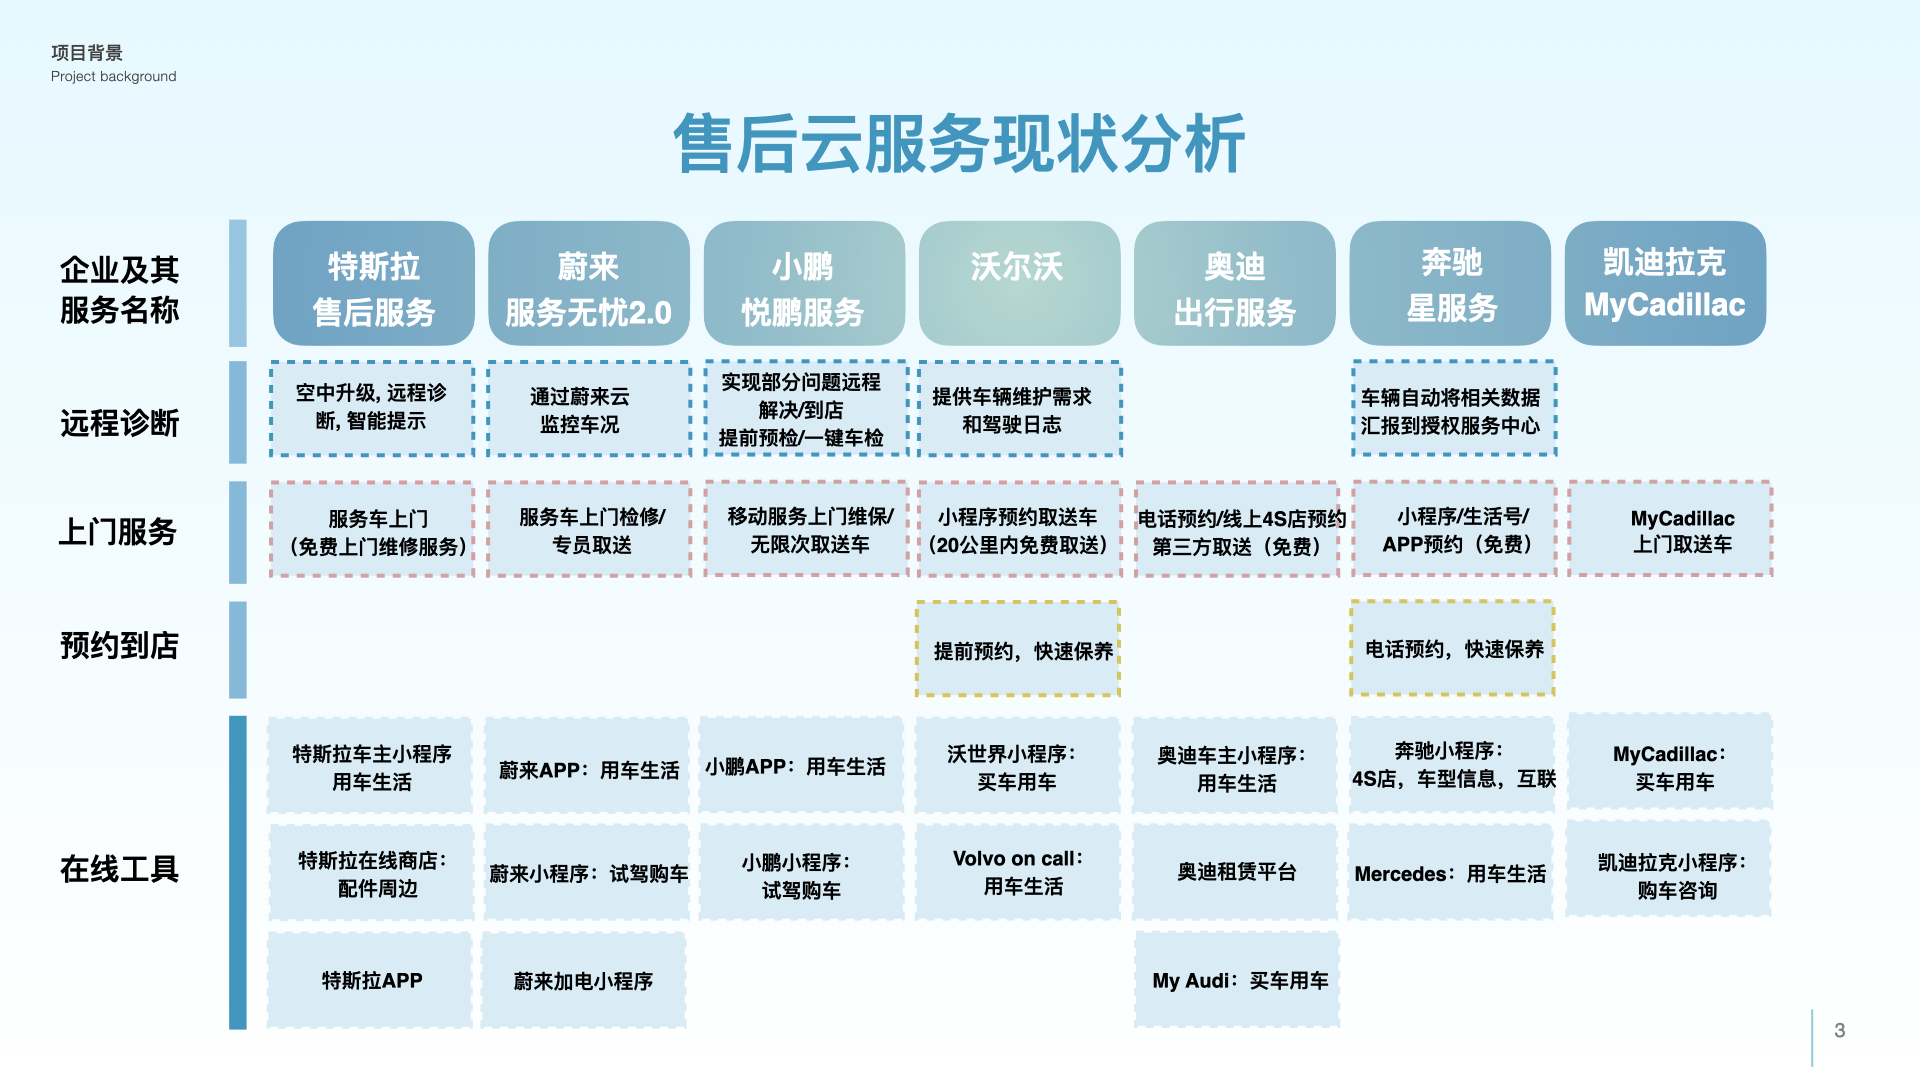 项目背景
Project background
售后云服务现状分析
企业及其
服务名称
特斯拉
售后服务
蔚来
服务无忧2.0
小鹏
悦鹏服务
沃尔沃
奥迪
出行服务
奔驰
星服务
凯迪拉克
MyCadillac
远程诊断
空中升级, 远程诊
断, 智能提示
通过蔚来云
监控车况
实现部分问题远程
解决/到店
提前预检/一键车检
提供车辆维护需求
和驾驶日志
车辆自动将相关数据
汇报到授权服务中心
上门服务
服务车上门
（免费上门维修服务）
服务车上门检修/
专员取送
移动服务上门维保/
无限次取送车
小程序预约取送车
（20公里内免费取送）
电话预约/线上4S店预约
第三方取送（免费）
小程序/生活号/
APP预约（免费）
MyCadillac
上门取送车
预约到店
提前预约，快速保养
电话预约，快速保养
在线工具
特斯拉车主小程序
用车生活
蔚来APP：用车生活
小鹏APP：用车生活
沃世界小程序：
买车用车
奥迪车主小程序：
用车生活
奔驰小程序：
4S店，车型信息，互联
MyCadillac：
买车用车
特斯拉在线商店：
配件周边
蔚来小程序：试驾购车
小鹏小程序：
试驾购车
Volvo on call：
用车生活
奥迪租赁平台
Mercedes：用车生活
凯迪拉克小程序：
购车咨询
特斯拉APP
蔚来加电小程序
My Audi：买车用车
3